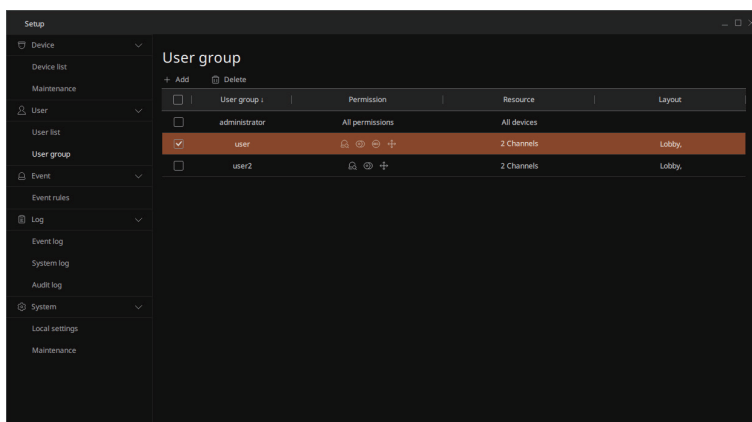 Setup
Device
Device list
Maintenance
User
User list
User group
Event
Event rules
Log
Event log
System log
Audit log
System
Local settings
Maintenance
User group
+ Add Delete
User group ↓ Permission Resource Layout
administrator All permissions All devices
user 2 Channels Lobby,
user2 2 Channels Lobby,